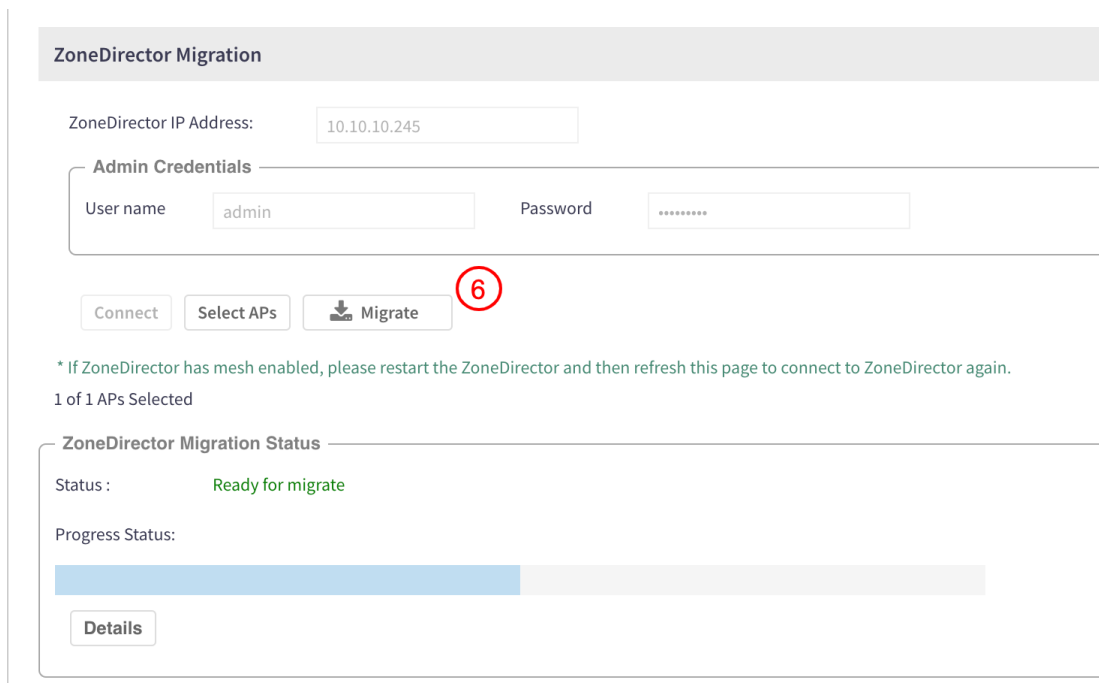 ZoneDirector Migration
ZoneDirector IP Address: 10.10.10.245
Admin Credentials
User name admin Password •••••••••
Connect Select APs Migrate 6
* If ZoneDirector has mesh enabled, please restart the ZoneDirector and then refresh this page to connect to ZoneDirector again.
1 of 1 APs Selected
ZoneDirector Migration Status
Status : Ready for migrate
Progress Status:
Details